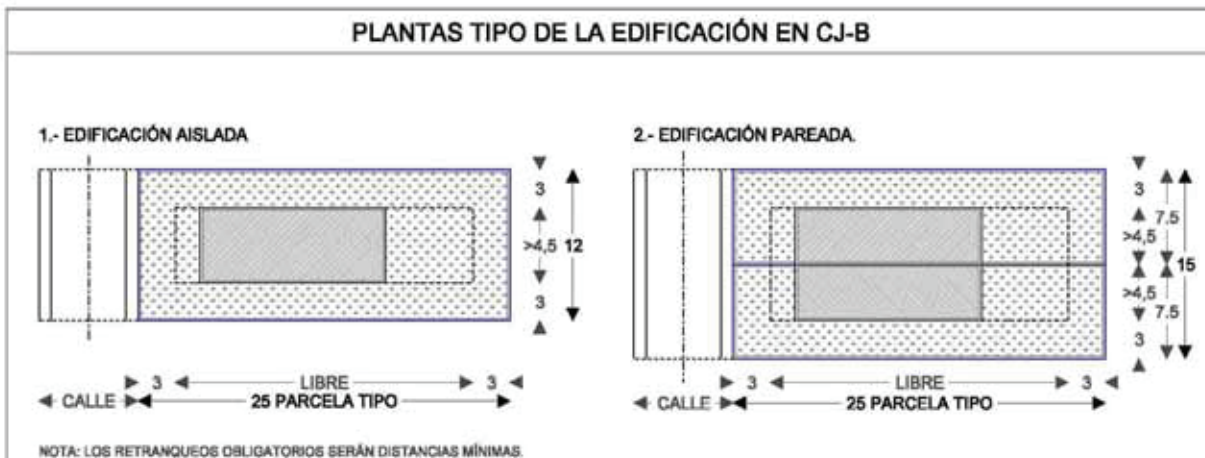 PLANTAS TIPO DE LA EDIFICACIÓN EN CJ-B
1.- EDIFICACIÓN AISLADA
3
>4,5 12
3
3 LIBRE 3
CALLE 25 PARCELA TIPO
2.- EDIFICACIÓN PAREADA.
3
7.5
>4,5
15
>4,5
7.5
3
3 LIBRE 3
CALLE 25 PARCELA TIPO
NOTA: LOS RETRANQUEOS OBLIGATORIOS SERÁN DISTANCIAS MÍNIMAS.